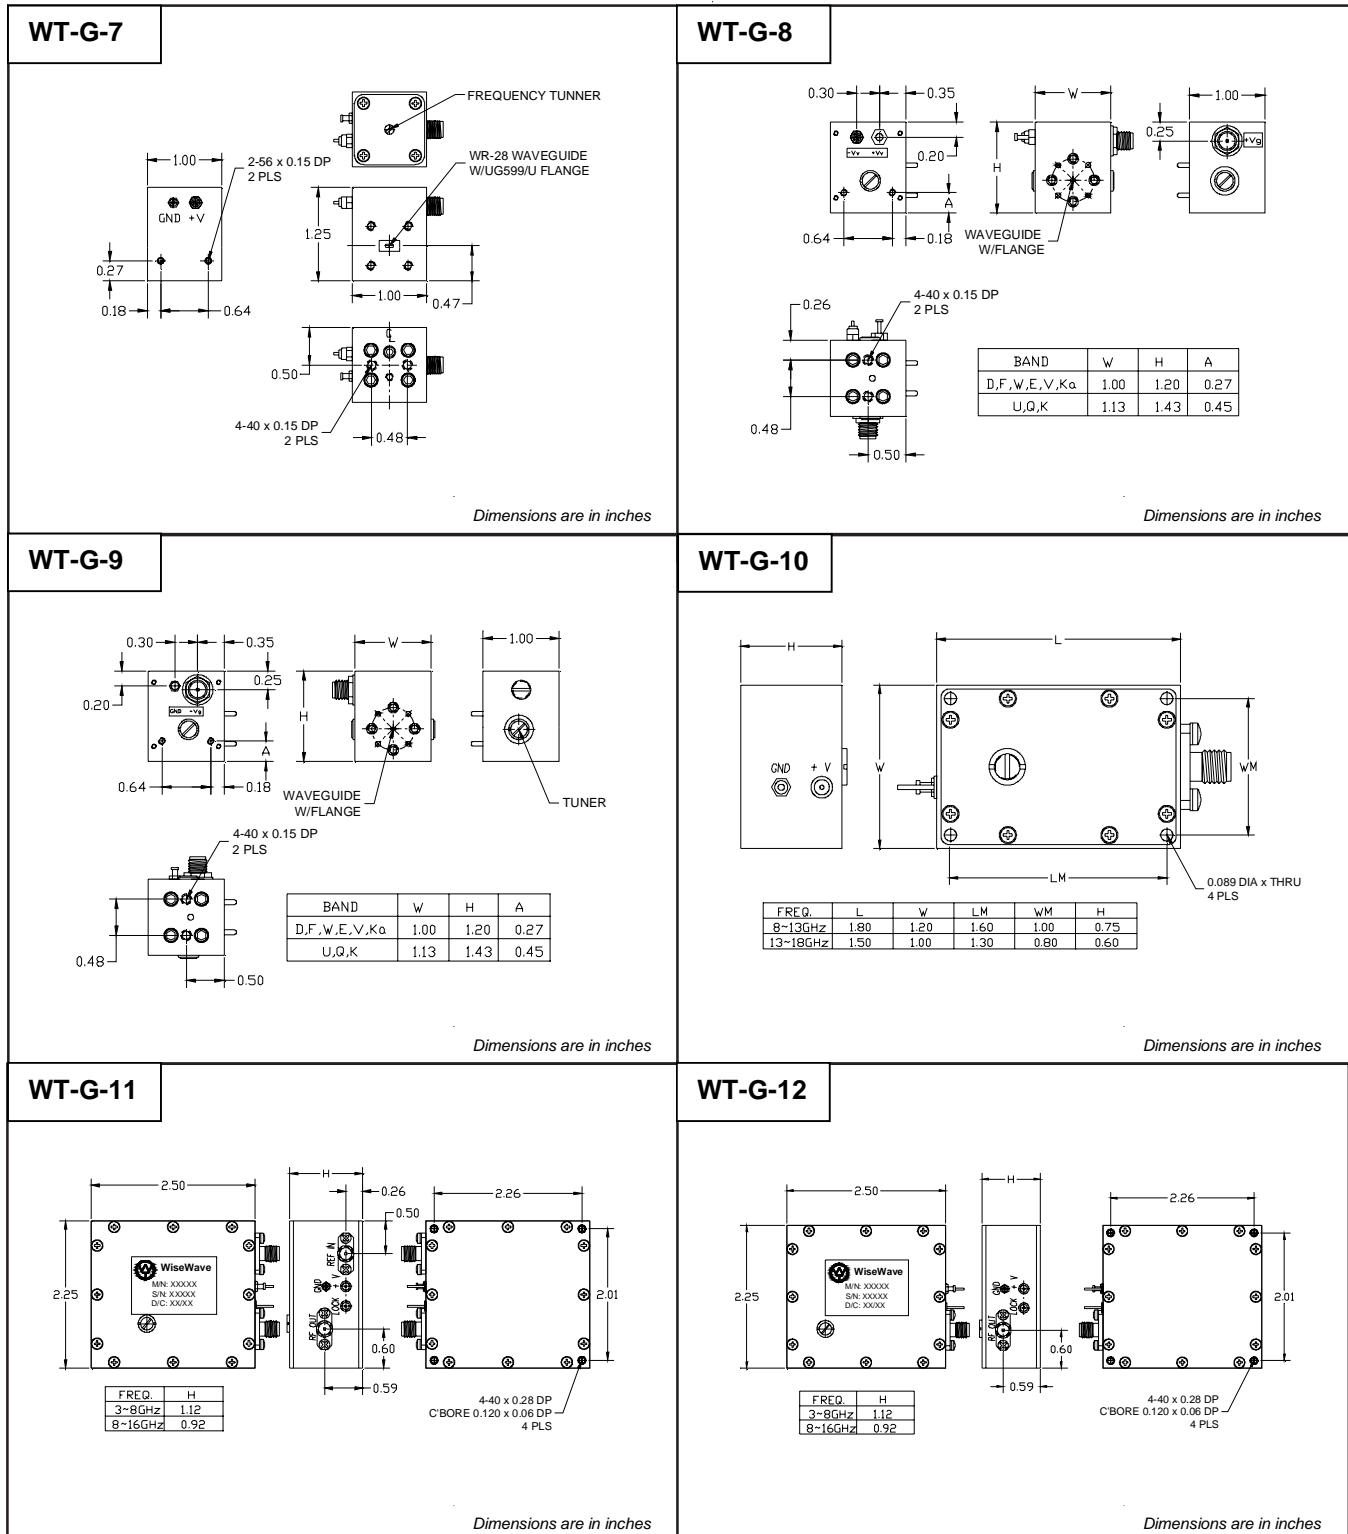 WT-G-7
FREQUENCY TUNNER
1.00
2-56 x 0.15 DP
2 PLS
WR-28 WAVEGUIDE
W/UG599/U FLANGE
GND +V
1.25
0.27
0.18
0.64
1.00
0.47
CL
0.50
4-40 x 0.15 DP
2 PLS
0.48
Dimensions are in inches
WT-G-8
0.30
0.35
W
1.00
0.25
+Vg
0.20
-Vv +Vv
H
A
0.64
0.18
WAVEGUIDE
W/FLANGE
0.26
4-40 x 0.15 DP
2 PLS
0.48
0.50
BAND W H A
D,F,W,E,V,Ka 1.00 1.20 0.27
U,Q,K 1.13 1.43 0.45
Dimensions are in inches
WT-G-9
0.30
0.35
W
1.00
0.25
0.20
GND +Vg
H
A
0.64
0.18
WAVEGUIDE
W/FLANGE
TUNER
4-40 x 0.15 DP
2 PLS
0.48
0.50
BAND W H A
D,F,W,E,V,Ka 1.00 1.20 0.27
U,Q,K 1.13 1.43 0.45
Dimensions are in inches
WT-G-10
H
L
GND + V
W
WM
LM
0.089 DIA x THRU
4 PLS
FREQ. L W LM WM H
8~13GHz 1.80 1.20 1.60 1.00 0.75
13~18GHz 1.50 1.00 1.30 0.80 0.60
Dimensions are in inches
WT-G-11
2.50
H
0.26
0.50
2.26
2.25
WiseWave
M/N: XXXXX
S/N: XXXXX
D/C: XX/XX
REF IN
GND
+ V
LOCK
RF OUT
2.01
0.60
0.59
FREQ. H
3~8GHz 1.12
8~16GHz 0.92
4-40 x 0.28 DP
C'BORE 0.120 x 0.06 DP
4 PLS
Dimensions are in inches
WT-G-12
2.50
H
2.26
2.25
WiseWave
M/N: XXXXX
S/N: XXXXX
D/C: XX/XX
GND
+ V
LOCK
RF OUT
2.01
0.60
0.59
FREQ. H
3~8GHz 1.12
8~16GHz 0.92
4-40 x 0.28 DP
C'BORE 0.120 x 0.06 DP
4 PLS
Dimensions are in inches